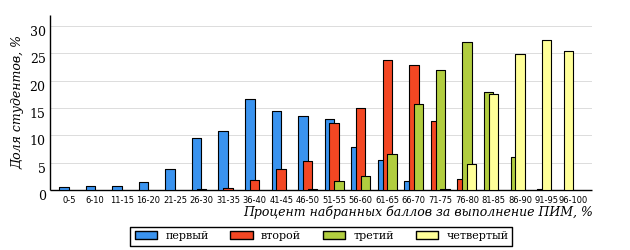 30
25
20
15
10
5
0
Доля студентов, %
0-5 6-10 11-15 16-20 21-25 26-30 31-35 36-40 41-45 46-50 51-55 56-60 61-65 66-70 71-75 76-80 81-85 86-90 91-95 96-100
Процент набранных баллов за выполнение ПИМ, %
первый второй третий четвертый